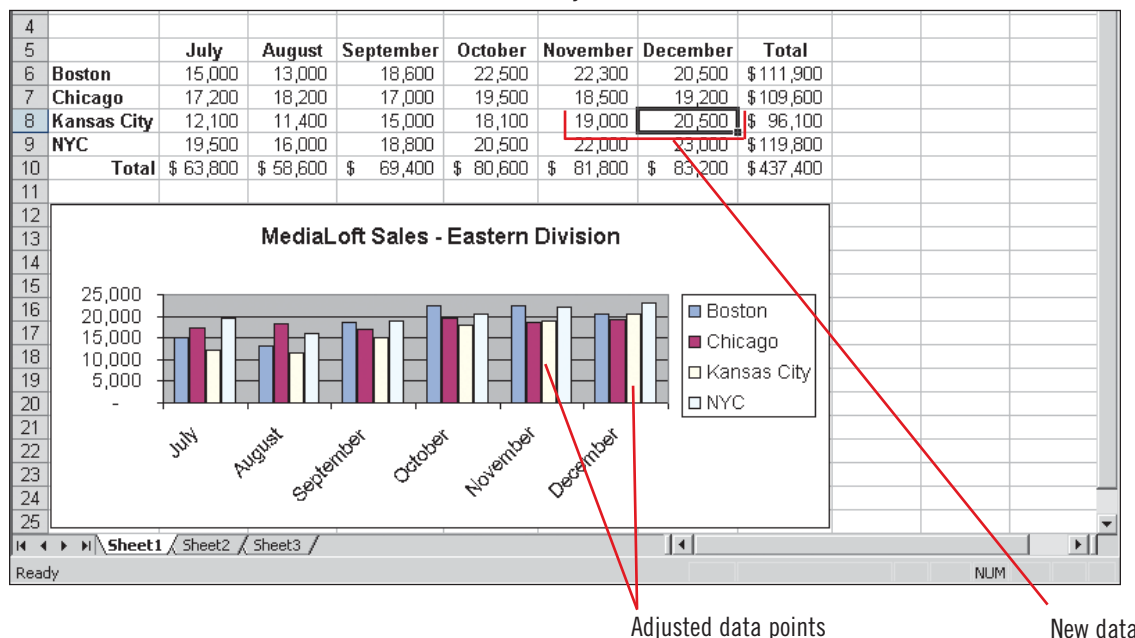 4
5 July August September October November December Total
6 Boston 15,000 13,000 18,600 22,500 22,300 20,500 $111,900
7 Chicago 17,200 18,200 17,000 19,500 18,500 19,200 $109,600
8 Kansas City 12,100 11,400 15,000 18,100 19,000 20,500 $ 96,100
9 NYC 19,500 16,000 18,800 20,500 22,000 23,000 $119,800
10 Total $ 63,800 $ 58,600 $ 69,400 $ 80,600 $ 81,800 $ 83,200 $437,400
11
12
13 MediaLoft Sales - Eastern Division
14
15 25,000
16 20,000 Boston
17 15,000 Chicago
18 10,000 Kansas City
19 5,000
20 - NYC
21
22 July August September October November December
23
24
25
Sheet1 Sheet2 Sheet3
Ready NUM
Adjusted data points New data